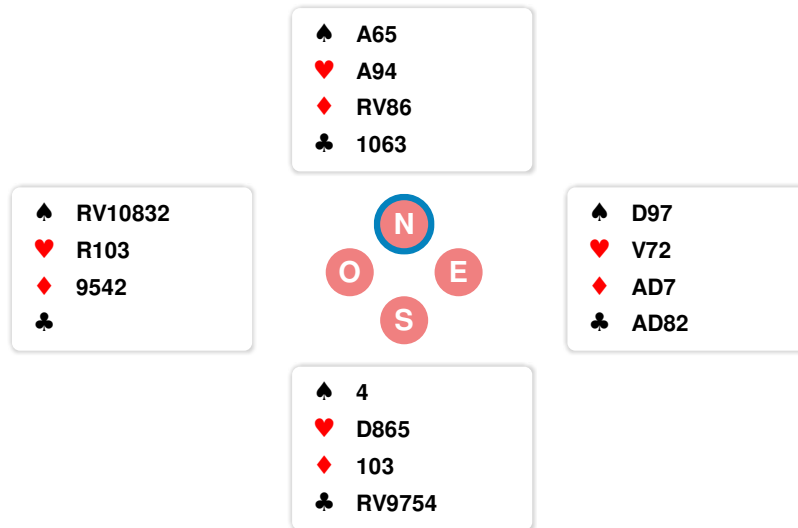 ♠ A65
♥ A94
♦ RV86
♣ 1063
♠ RV10832
♥ R103
♦ 9542
♣
N
O E
S
♠ D97
♥ V72
♦ AD7
♣ AD82
♠ 4
♥ D865
♦ 103
♣ RV9754